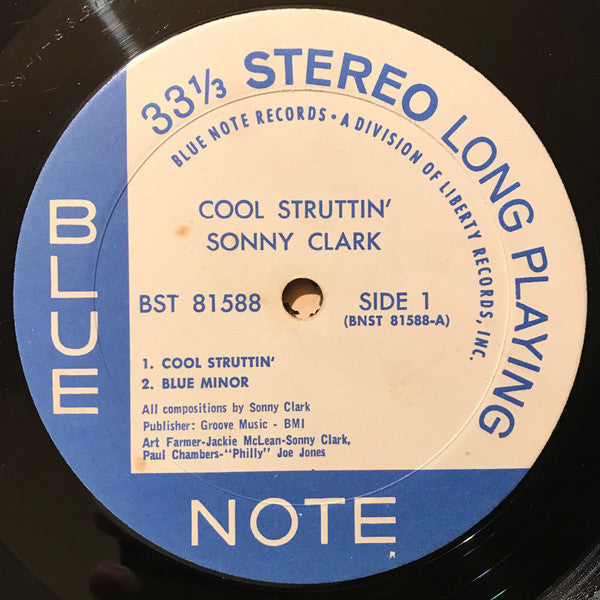 33⅓ STEREO LONG PLAYING
BLUE NOTE RECORDS • A DIVISION OF LIBERTY RECORDS, INC.
COOL STRUTTIN'
SONNY CLARK
BST 81588
SIDE 1
(BNST 81588-A)
1. COOL STRUTTIN'
2. BLUE MINOR
All compositions by Sonny Clark
Publisher: Groove Music - BMI
Art Farmer-Jackie McLean-Sonny Clark,
Paul Chambers-"Philly" Joe Jones
BLUE
NOTE
R